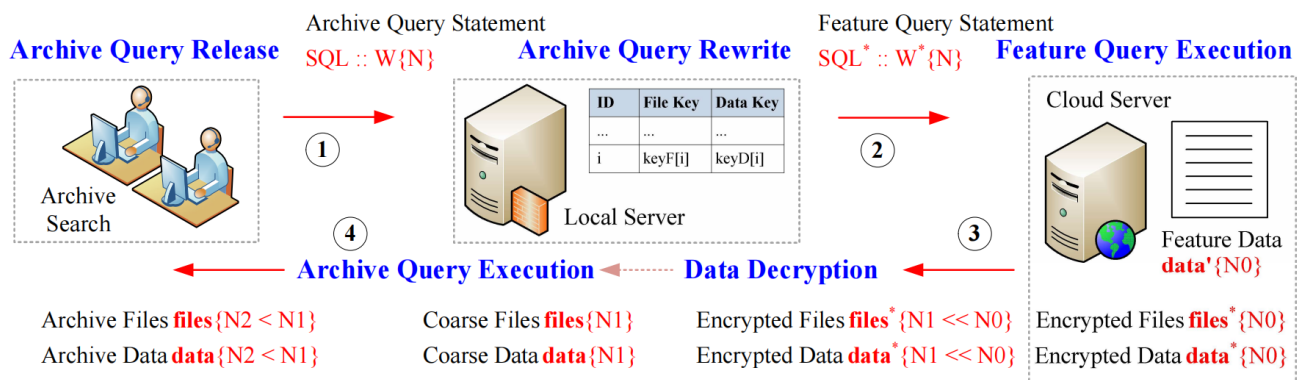 Archive Query Statement
Feature Query Statement
Archive Query Release
SQL :: W{N}
Archive Query Rewrite
SQL* :: W*{N}
Feature Query Execution
ID File Key Data Key
... ... ...
i keyF[i] keyD[i]
Cloud Server
1
2
Archive
Search
Local Server
4
3
Feature Data
data'{N0}
Archive Query Execution
Data Decryption
Archive Files files{N2 < N1}
Coarse Files files{N1}
Encrypted Files files*{N1 << N0}
Encrypted Files files*{N0}
Archive Data data{N2 < N1}
Coarse Data data{N1}
Encrypted Data data*{N1 << N0}
Encrypted Data data*{N0}